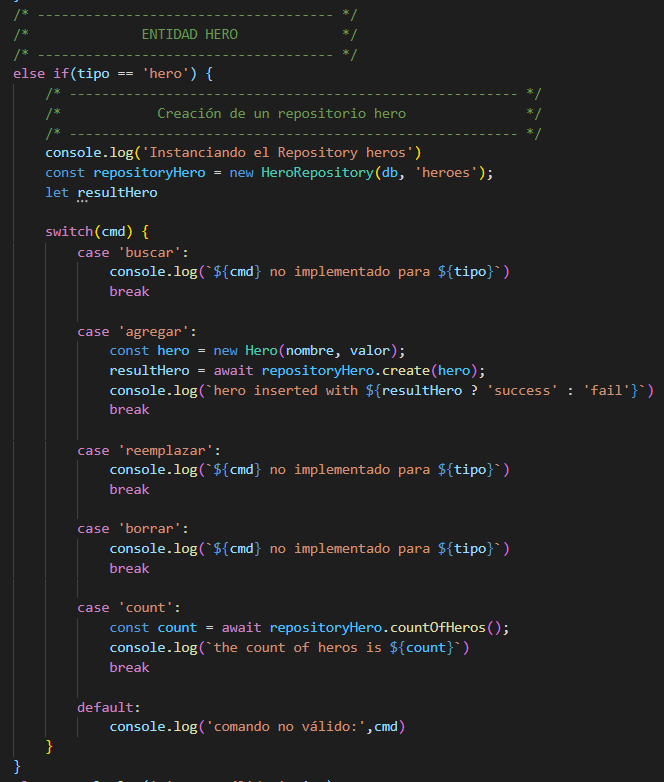 /* ------------------------------------- */
/*              ENTIDAD HERO             */
/* ------------------------------------- */
else if(tipo == 'hero') {
    /* -------------------------------------------------------- */
    /*            Creación de un repositorio hero               */
    /* -------------------------------------------------------- */
    console.log('Instanciando el Repository heros')
    const repositoryHero = new HeroRepository(db, 'heroes');
    let resultHero
    switch(cmd) {
        case 'buscar':
            console.log(`${cmd} no implementado para ${tipo}`)
            break
        case 'agregar':
            const hero = new Hero(nombre, valor);
            resultHero = await repositoryHero.create(hero);
            console.log(`hero inserted with ${resultHero ? 'success' : 'fail'}`)
            break
        case 'reemplazar':
            console.log(`${cmd} no implementado para ${tipo}`)
            break
        case 'borrar':
            console.log(`${cmd} no implementado para ${tipo}`)
            break
        case 'count':
            const count = await repositoryHero.countOfHeros();
            console.log(`the count of heros is ${count}`)
            break
        default:
            console.log('comando no válido:',cmd)
    }
}